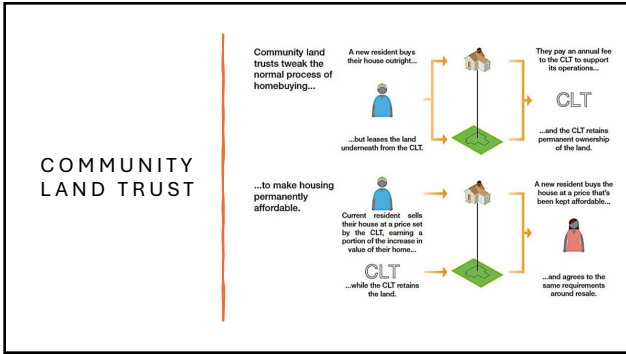 COMMUNITY
LAND TRUST
Community land
trusts tweak the
normal process of
homebuying...
A new resident buys
their house outright...
They pay an annual fee
to the CLT to support
its operations...
CLT
...but leases the land
underneath from the CLT.
...and the CLT retains
permanent ownership
of the land.
...to make housing
permanently
affordable.
Current resident sells
their house at a price set
by the CLT, earning a
portion of the increase in
value of their home...
CLT
...while the CLT retains
the land.
A new resident buys the
house at a price that's
been kept affordable...
...and agrees to the
same requirements
around resale.